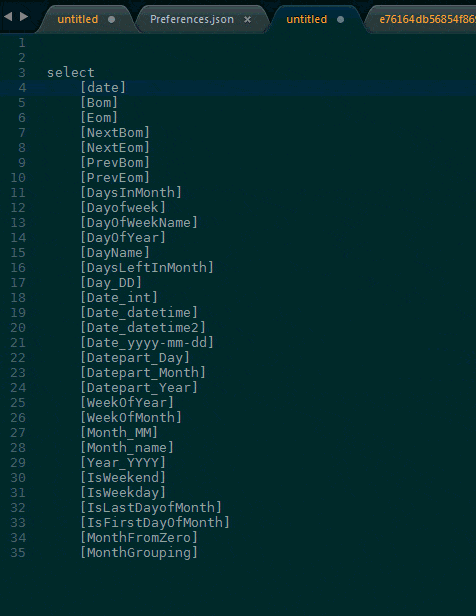 untitled
Preferences.json
untitled
e76164db56854f86
1
2
3 select
4 [date]
5 [Bom]
6 [Eom]
7 [NextBom]
8 [NextEom]
9 [PrevBom]
10 [PrevEom]
11 [DaysInMonth]
12 [Dayofweek]
13 [DayOfWeekName]
14 [DayOfYear]
15 [DayName]
16 [DaysLeftInMonth]
17 [Day_DD]
18 [Date_int]
19 [Date_datetime]
20 [Date_datetime2]
21 [Date_yyyy-mm-dd]
22 [Datepart_Day]
23 [Datepart_Month]
24 [Datepart_Year]
25 [WeekOfYear]
26 [WeekOfMonth]
27 [Month_MM]
28 [Month_name]
29 [Year_YYYY]
30 [IsWeekend]
31 [IsWeekday]
32 [IsLastDayofMonth]
33 [IsFirstDayOfMonth]
34 [MonthFromZero]
35 [MonthGrouping]